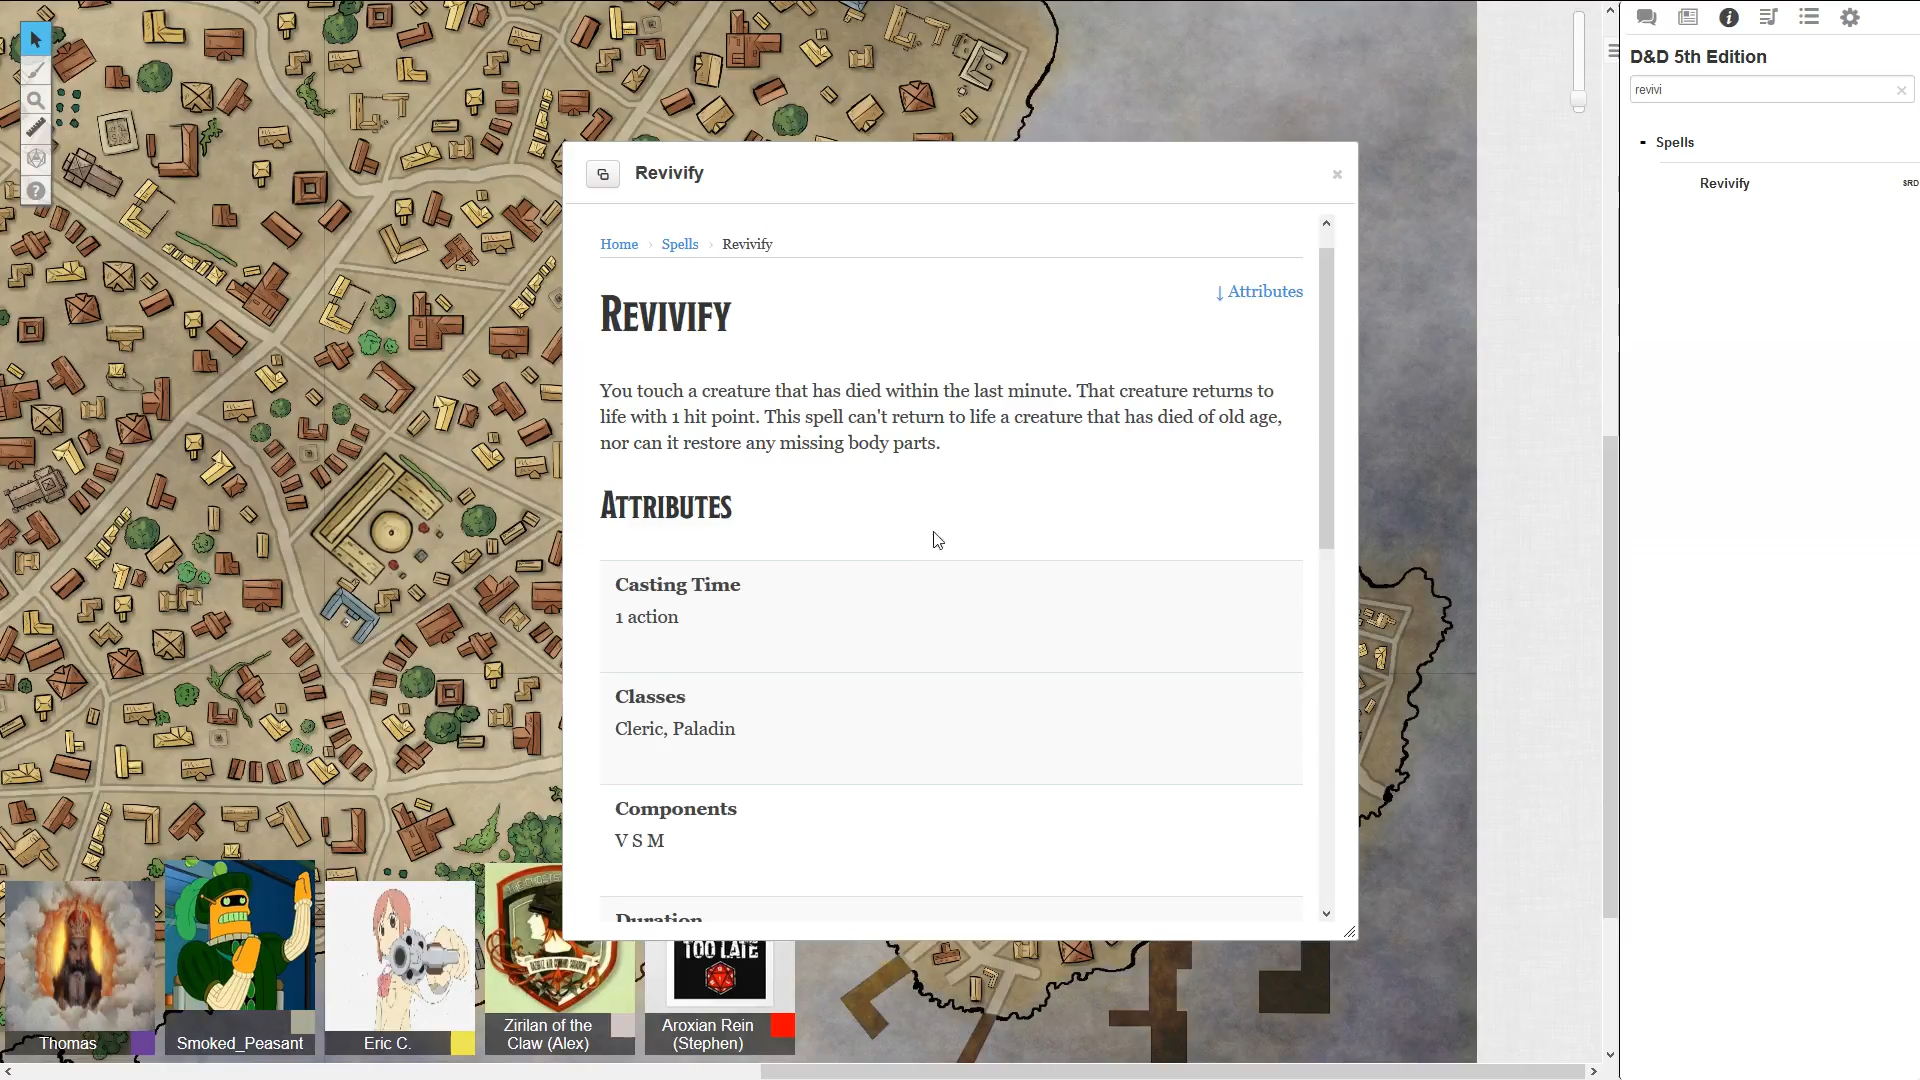 D&D 5th Edition
revivi
Spells
Revivify
SRD
Revivify
Home › Spells › Revivify
↓ Attributes
REVIVIFY
You touch a creature that has died within the last minute. That creature returns to
life with 1 hit point. This spell can't return to life a creature that has died of old age,
nor can it restore any missing body parts.
ATTRIBUTES
Casting Time
1 action
Classes
Cleric, Paladin
Components
V S M
Duration
TOO LATE
Thomas
Smoked_Peasant
Eric C.
Zirilan of the
Claw (Alex)
Aroxian Rein
(Stephen)